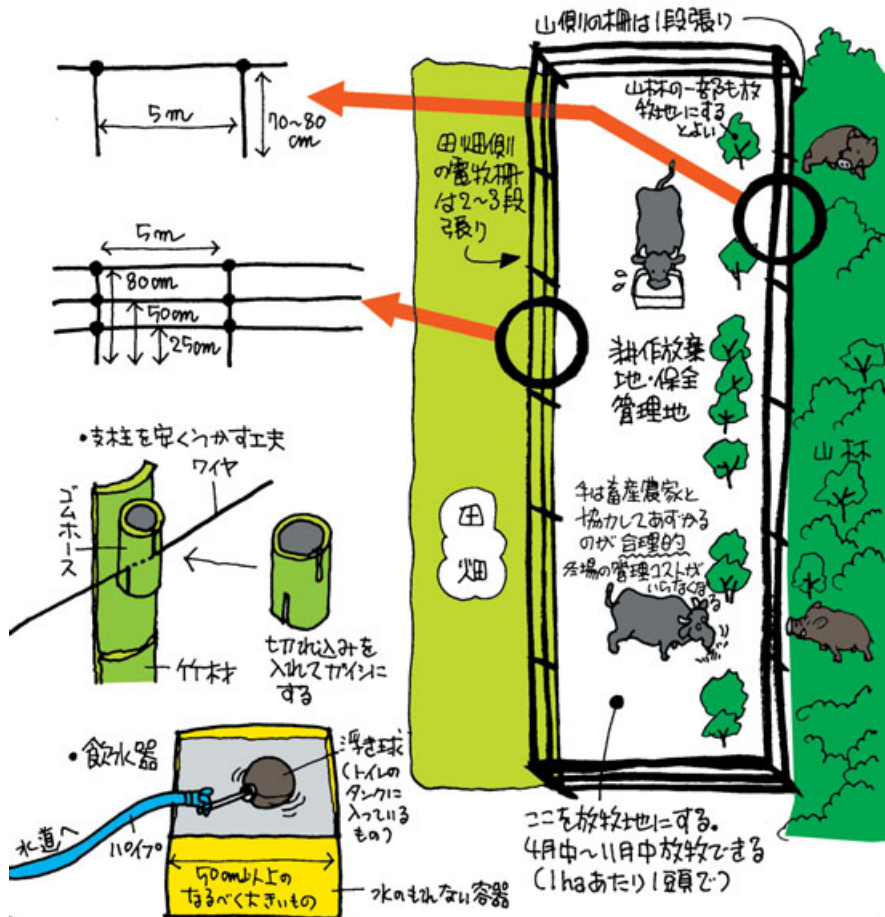 山側の柵は1段張り
山林の一部も放
牧地にする
とよい
5m
70〜80
cm
田畑側
の電牧柵
は2〜3段
張り
5m
80cm
50cm
25cm
耕作放棄
地・保全
管理地
山林
・支柱を安くうかす工夫
ワイヤ
ゴムホース
竹材
切れ込みを
入れてガイシに
する
田
畑
牛は畜産農家と
協力してあずかる
のが合理的
冬場の管理コストが
いらなくなる
・飲水器
浮き球
(トイレの
タンクに
入っている
もの)
水道へ
パイプ
50cm以上の
なるべく大きいもの
水のもれない容器
ここを放牧地にする。
4月中〜11月中放牧できる
(1haあたり1頭で)